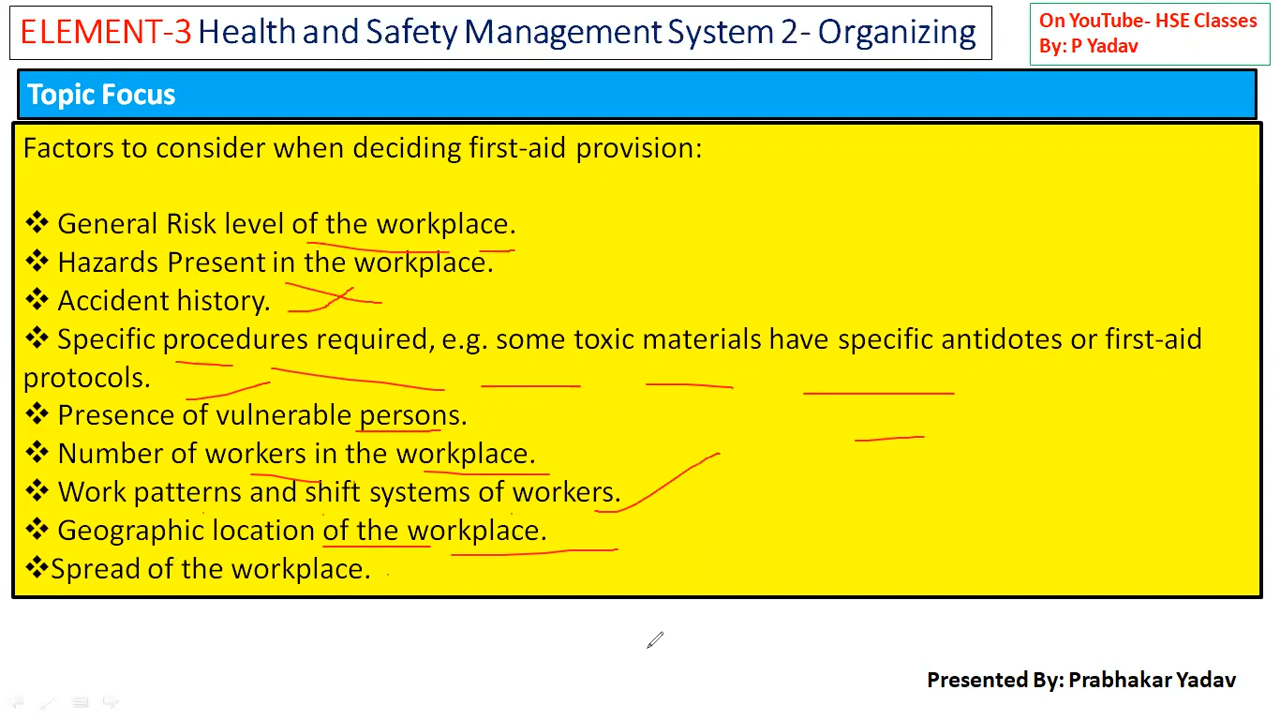 ELEMENT-3 Health and Safety Management System 2- Organizing
On YouTube- HSE Classes
By: P Yadav
Topic Focus
Factors to consider when deciding first-aid provision:
❖ General Risk level of the workplace.
❖ Hazards Present in the workplace.
❖ Accident history.
❖ Specific procedures required, e.g. some toxic materials have specific antidotes or first-aid
protocols.
❖ Presence of vulnerable persons.
❖ Number of workers in the workplace.
❖ Work patterns and shift systems of workers.
❖ Geographic location of the workplace.
❖Spread of the workplace.
Presented By: Prabhakar Yadav